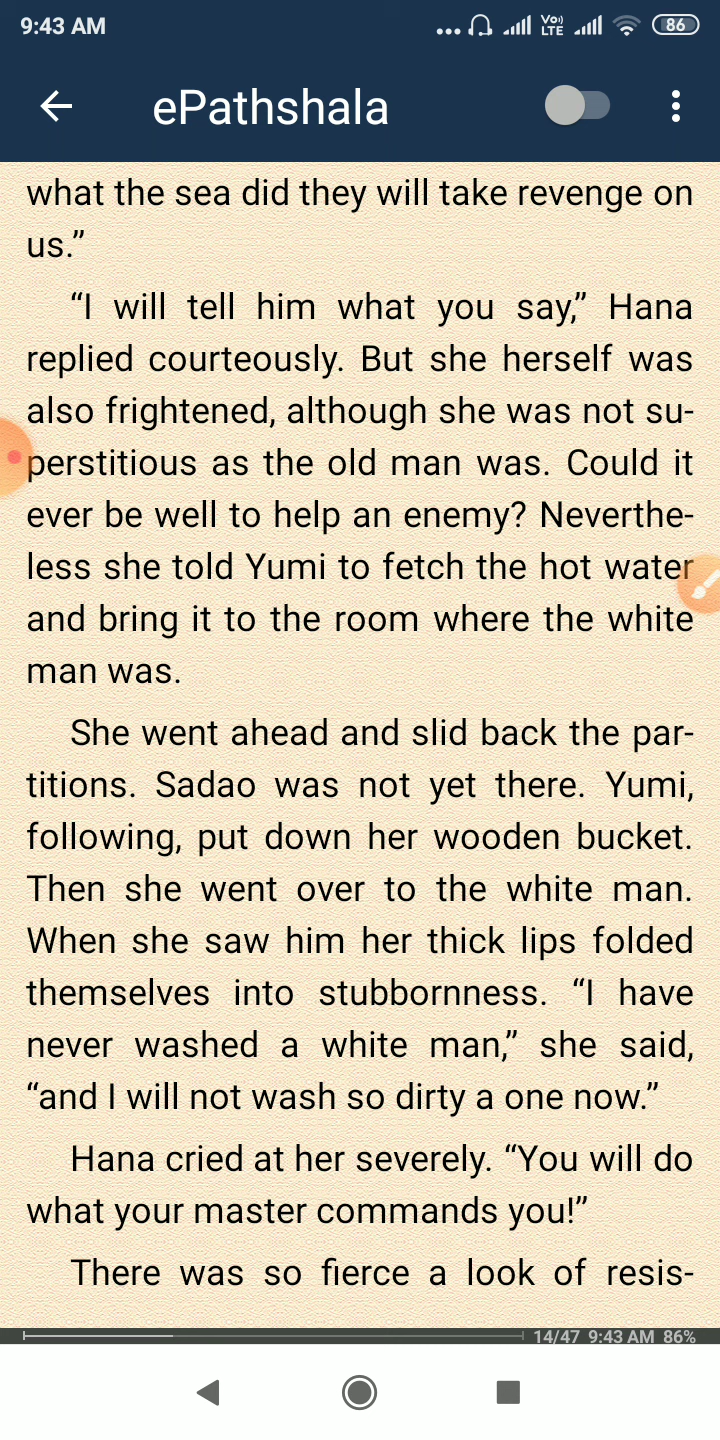 9:43 AM
Vo)) LTE 86
ePathshala
what the sea did they will take revenge on
us.”
“I will tell him what you say,” Hana
replied courteously. But she herself was
also frightened, although she was not su-
perstitious as the old man was. Could it
ever be well to help an enemy? Neverthe-
less she told Yumi to fetch the hot water
and bring it to the room where the white
man was.
She went ahead and slid back the par-
titions. Sadao was not yet there. Yumi,
following, put down her wooden bucket.
Then she went over to the white man.
When she saw him her thick lips folded
themselves into stubbornness. “I have
never washed a white man,” she said,
“and I will not wash so dirty a one now.”
Hana cried at her severely. “You will do
what your master commands you!”
There was so fierce a look of resis-
14/47 9:43 AM 86%